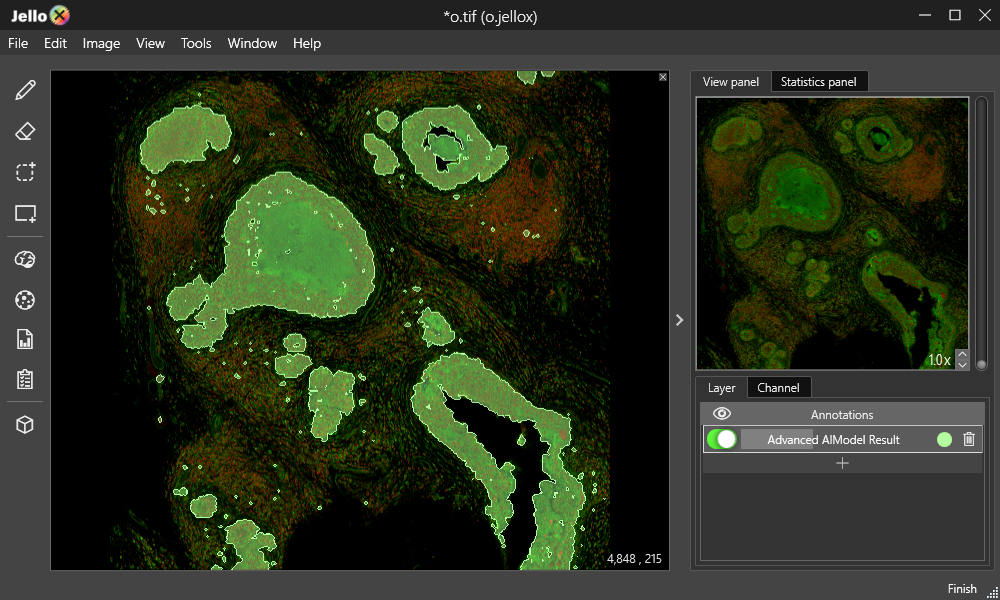 Jello X
*o.tif (o.jellox)
File Edit Image View Tools Window Help
View panel Statistics panel
1.0x
Layer Channel
Annotations
Advanced AIModel Result
4,848 , 215
Finish